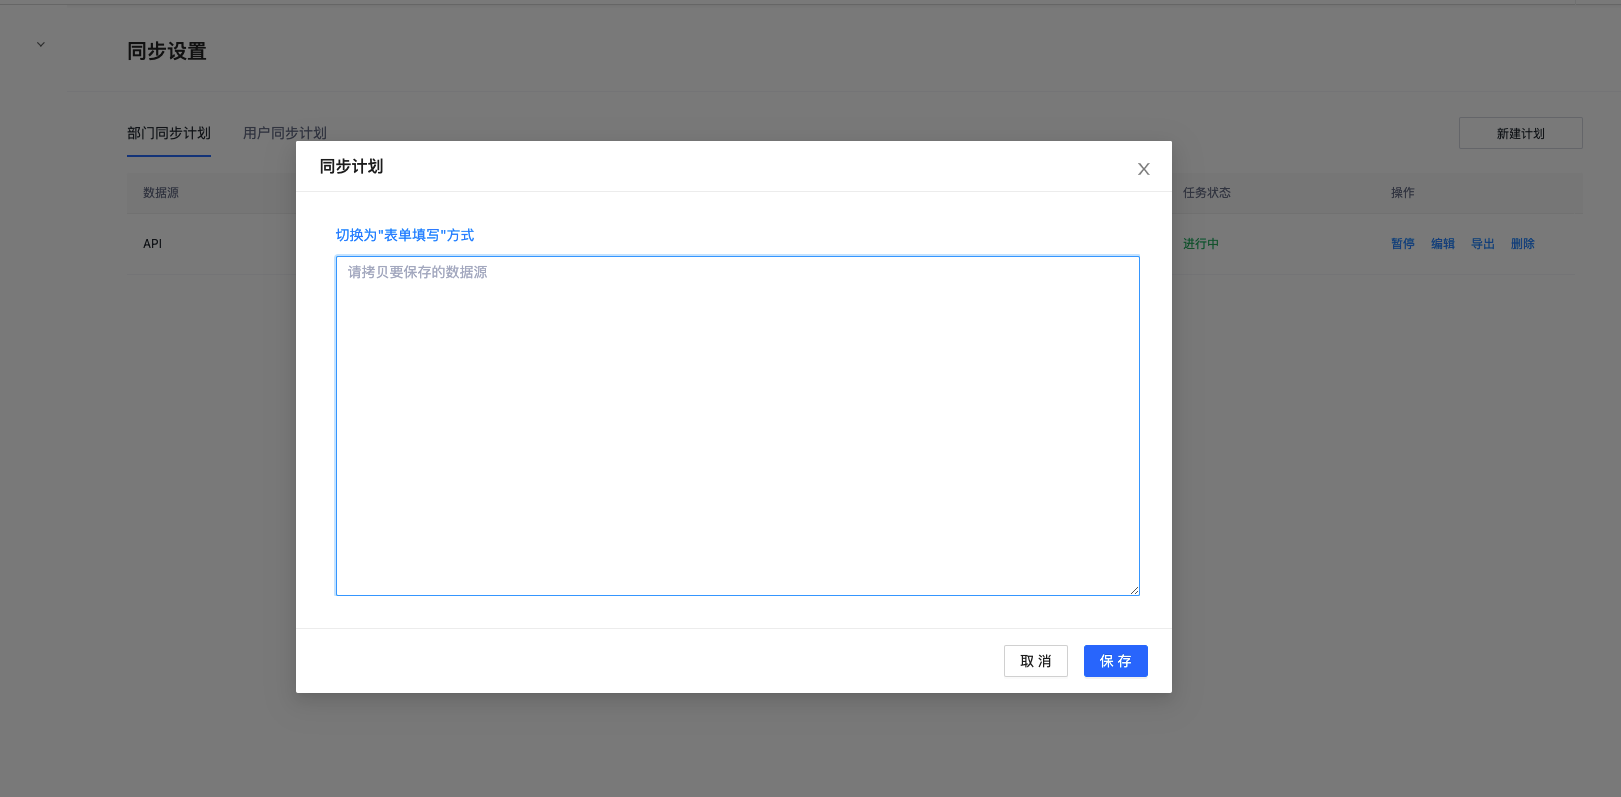 同步设置
部门同步计划 用户同步计划 新建计划
数据源 任务状态 操作
API 进行中 暂停 编辑 导出 删除
同步计划
切换为"表单填写"方式
请拷贝要保存的数据源
取 消 保 存